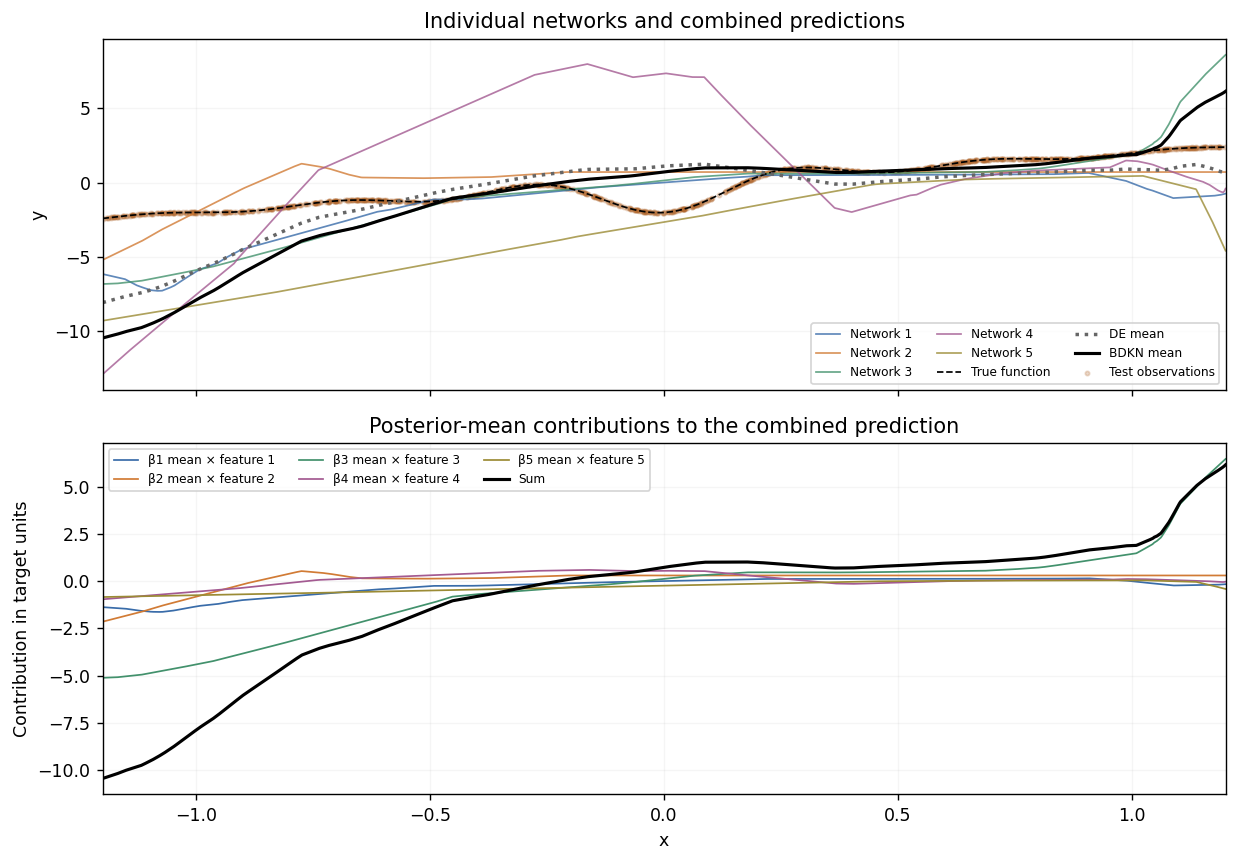 Individual networks and combined predictions
y
5
0
−5
−10
Network 1
Network 2
Network 3
Network 4
Network 5
True function
DE mean
BDKN mean
Test observations
Posterior-mean contributions to the combined prediction
Contribution in target units
β1 mean × feature 1
β2 mean × feature 2
β3 mean × feature 3
β4 mean × feature 4
β5 mean × feature 5
Sum
5.0
2.5
0.0
−2.5
−5.0
−7.5
−10.0
−1.0
−0.5
0.0
0.5
1.0
x